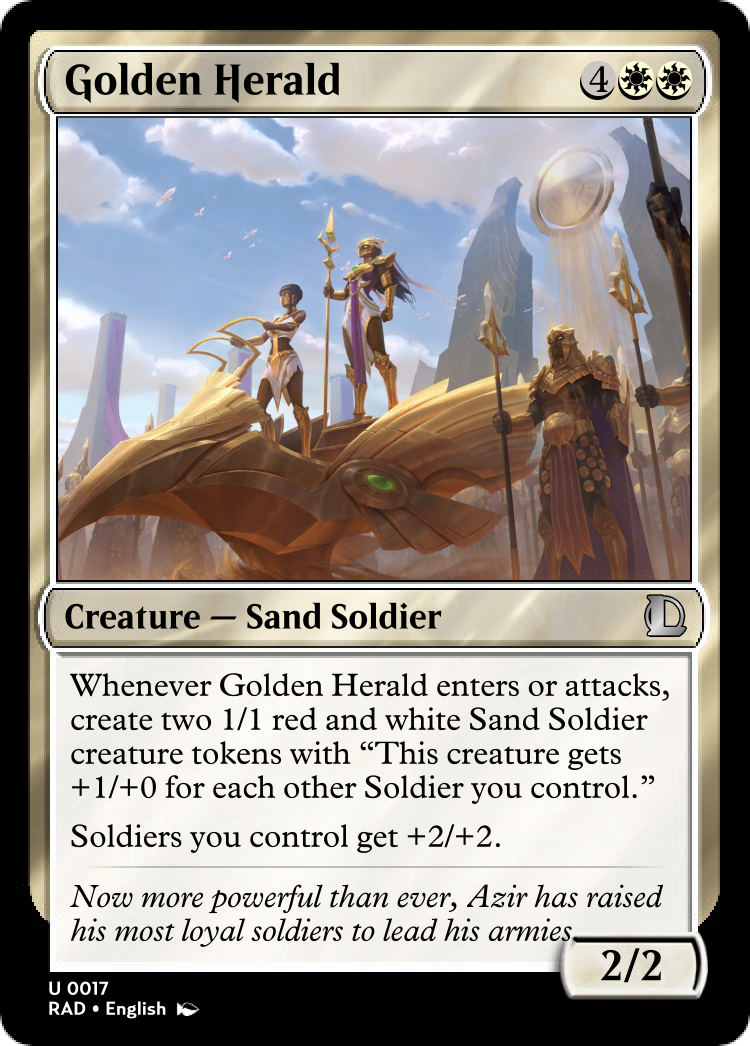 Golden Herald 4
Creature — Sand Soldier
Whenever Golden Herald enters or attacks,
create two 1/1 red and white Sand Soldier
creature tokens with “This creature gets
+1/+0 for each other Soldier you control.”
Soldiers you control get +2/+2.
Now more powerful than ever, Azir has raised
his most loyal soldiers to lead his armies.
2/2
U 0017
RAD • English